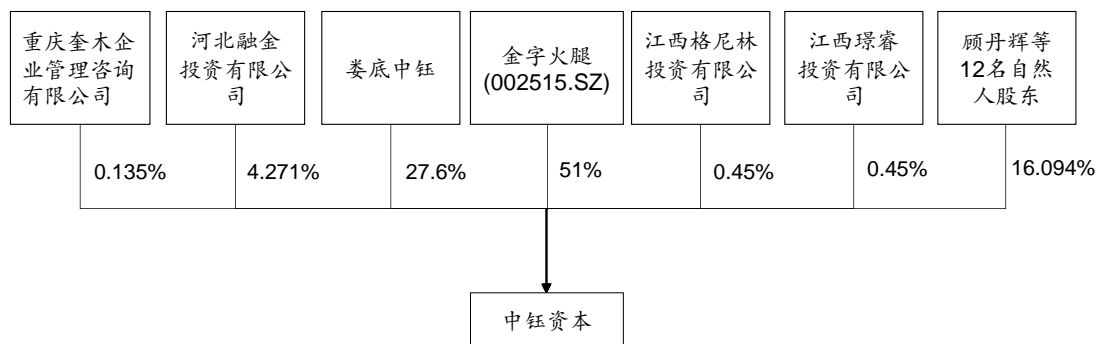 重庆奎木企
业管理咨询
有限公司
河北融金
投资有限公
司
娄底中钰
金字火腿
(002515.SZ)
江西格尼林
投资有限公
司
江西璟睿
投资有限公
司
顾丹辉等
12名自然
人股东
0.135%
4.271%
27.6%
51%
0.45%
0.45%
16.094%
中钰资本